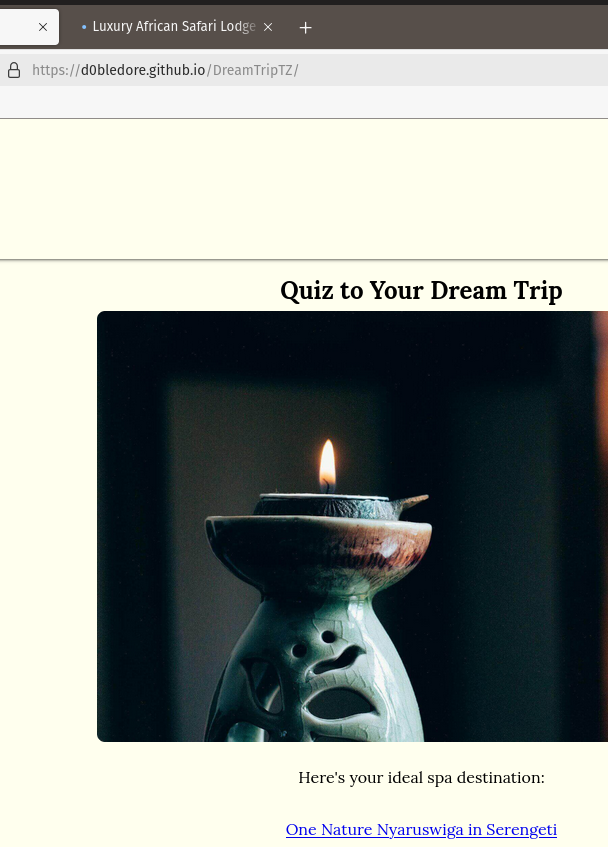 Luxury African Safari Lodge
https://d0bledore.github.io/DreamTripTZ/
Quiz to Your Dream Trip
Here's your ideal spa destination:
One Nature Nyaruswiga in Serengeti